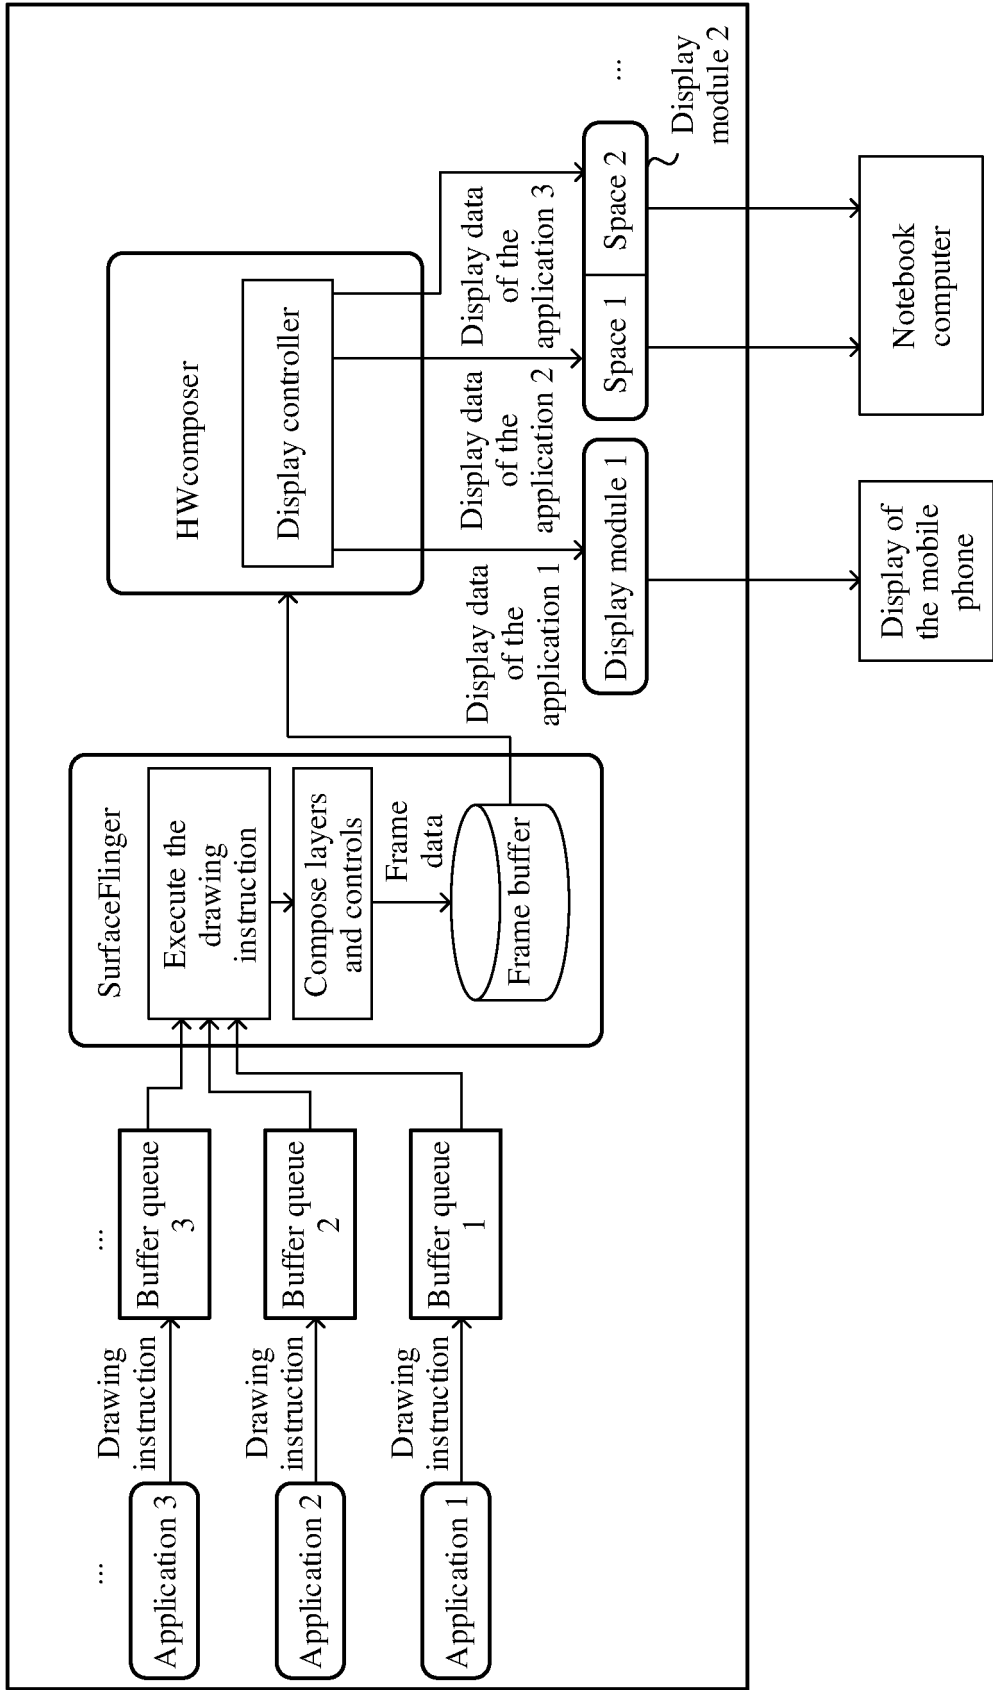 ...
Application 3
Application 2
Application 1
Drawing
instruction
Drawing
instruction
Drawing
instruction
...
Buffer queue
3
Buffer queue
2
Buffer queue
1
SurfaceFlinger
Execute the
drawing
instruction
Compose layers
and controls
Frame
data
Frame buffer
HWcomposer
Display controller
Display data
of the
application 1
Display data
of the
application 2
Display data
of the
application 3
Display module 1
Space 1
Space 2
...
Display
module 2
Display of
the mobile
phone
Notebook
computer